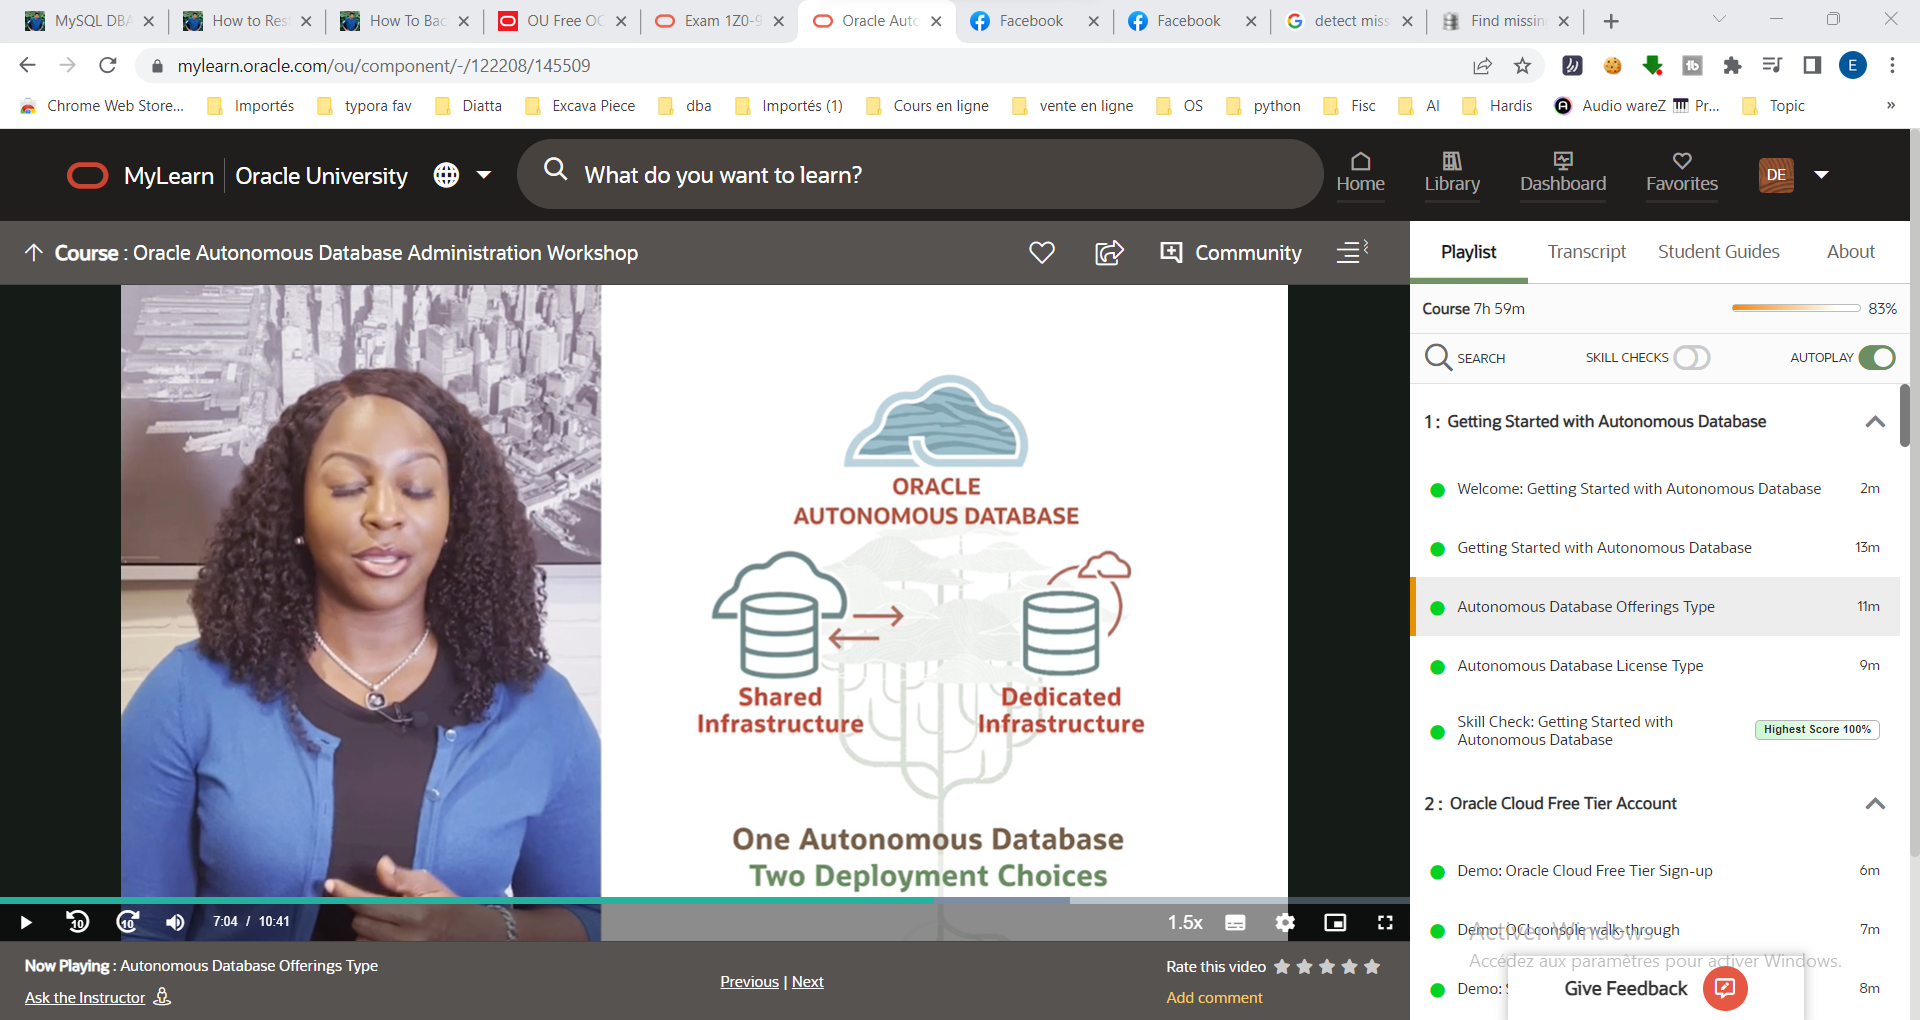 MySQL DBA
How to Res
How To Bac
OU Free OC
Exam 1Z0-9
Oracle Auto
Facebook
Facebook
detect miss
Find missin
mylearn.oracle.com/ou/component/-/122208/145509
E
Chrome Web Store...
Importés
typora fav
Diatta
Excava Piece
dba
Importés (1)
Cours en ligne
vente en ligne
OS
python
Fisc
AI
Hardis
Audio wareZ
Pr...
Topic
»
MyLearn
Oracle University
What do you want to learn?
Home
Library
Dashboard
Favorites
DE
Course : Oracle Autonomous Database Administration Workshop
Community
Playlist
Transcript
Student Guides
About
Course 7h 59m
83%
SEARCH
SKILL CHECKS
AUTOPLAY
1 : Getting Started with Autonomous Database
Welcome: Getting Started with Autonomous Database 2m
Getting Started with Autonomous Database 13m
Autonomous Database Offerings Type 11m
Autonomous Database License Type 9m
Skill Check: Getting Started with
Autonomous Database
Highest Score 100%
2 : Oracle Cloud Free Tier Account
Demo: Oracle Cloud Free Tier Sign-up 6m
Demo: OCI console walk-through 7m
Demo: S 8m
Activer Windows
Accédez aux paramètres pour activer Windows.
Give Feedback
ORACLE
AUTONOMOUS DATABASE
Shared
Infrastructure
Dedicated
Infrastructure
One Autonomous Database
Two Deployment Choices
10
10
7:04 / 10:41
1.5x
Now Playing : Autonomous Database Offerings Type
Ask the Instructor
Previous | Next
Rate this video
Add comment